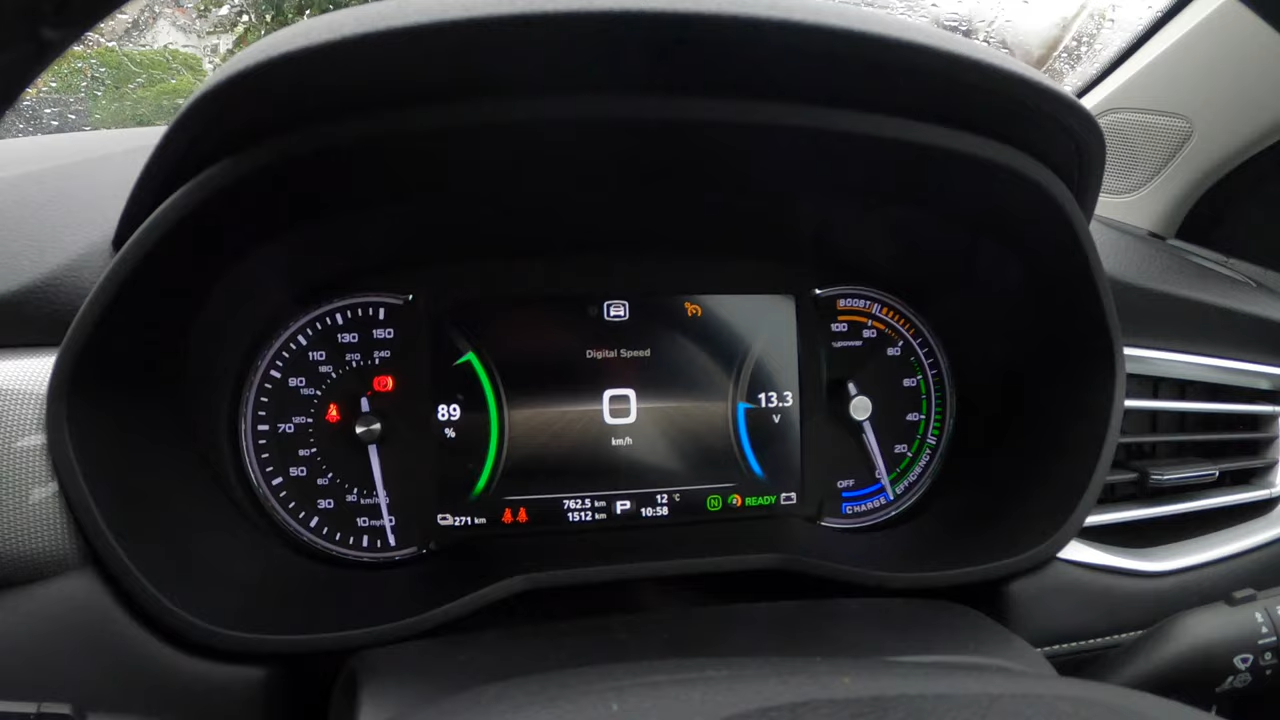 150
130
110
90
70
50
30
10 mph
240
210
180
150
120
90
30
km/h
0
(P)
89
%
271 km
Digital Speed
0
km/h
762.5 km
1512 km
P
12 °C
10:58
13.3
V
N
READY
BOOST
100
90
%power
80
60
40
20
0
OFF
CHARGE
EFFICIENCY